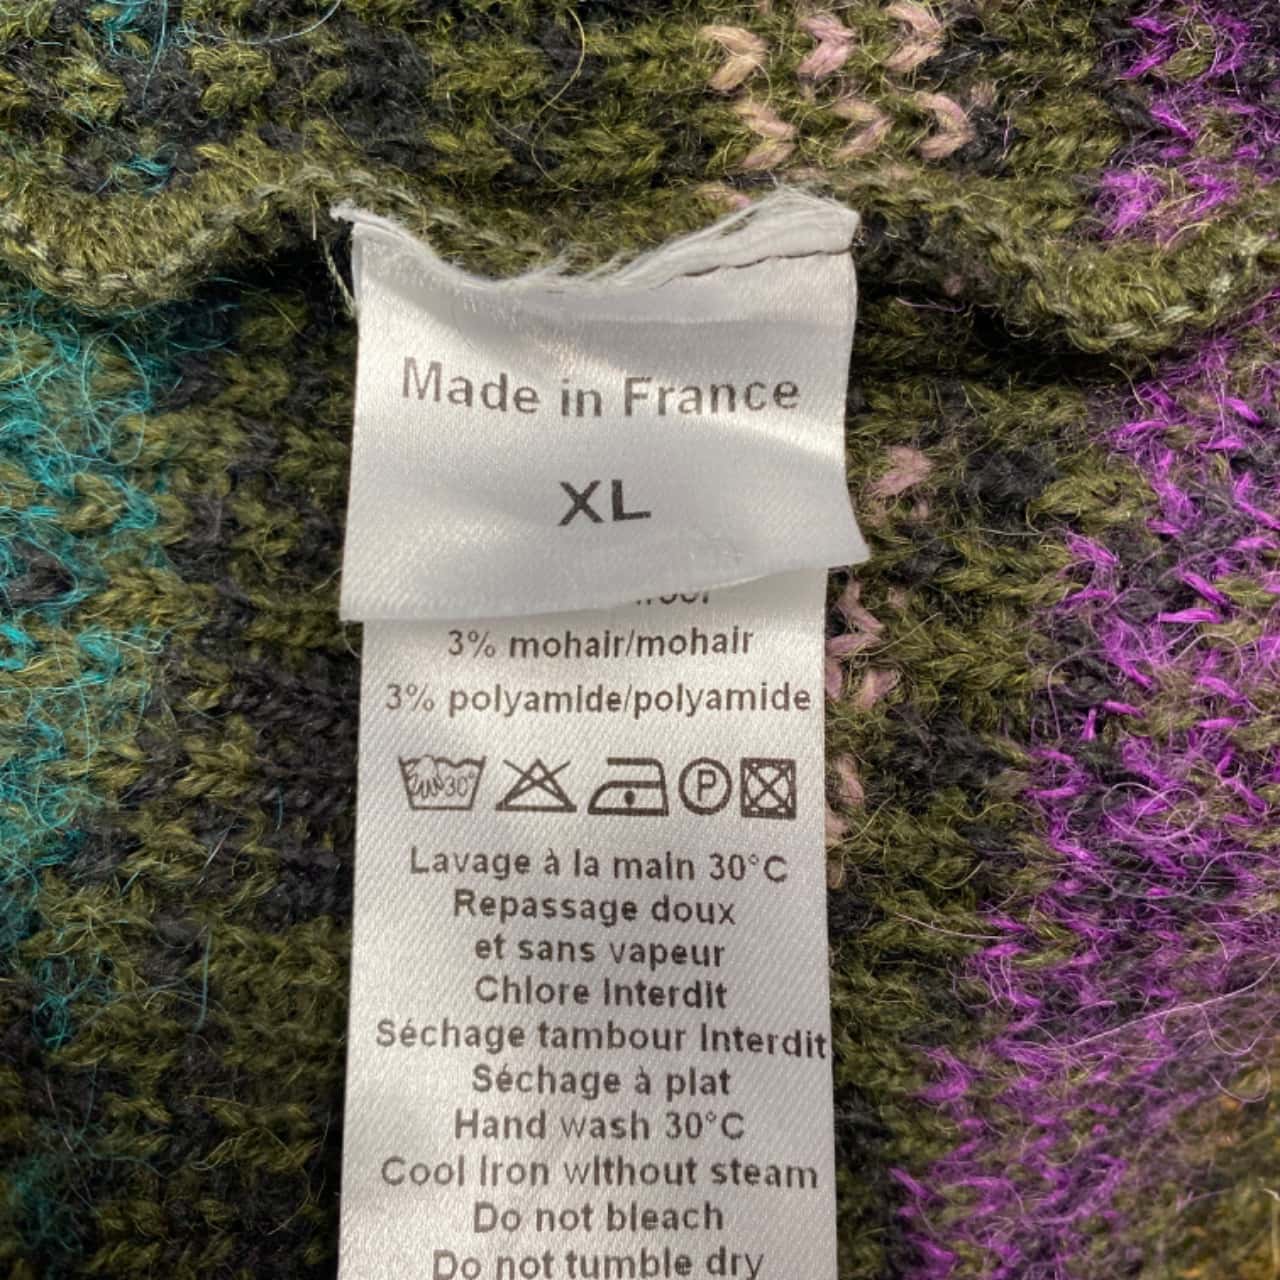 Made in France
XL
3% mohair/mohair
3% polyamide/polyamide
30°
P
Lavage à la main 30°C
Repassage doux
et sans vapeur
Chlore Interdit
Séchage tambour Interdit
Séchage à plat
Hand wash 30°C
Cool Iron without steam
Do not bleach
Do not tumble dry